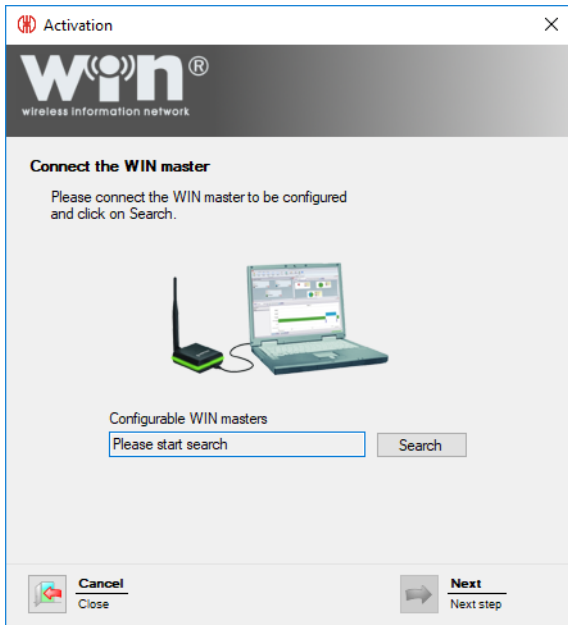 Activation
WIN®
wireless information network
Connect the WIN master
Please connect the WIN master to be configured
and click on Search.
Configurable WIN masters
Please start search
Search
Cancel
Close
Next
Next step